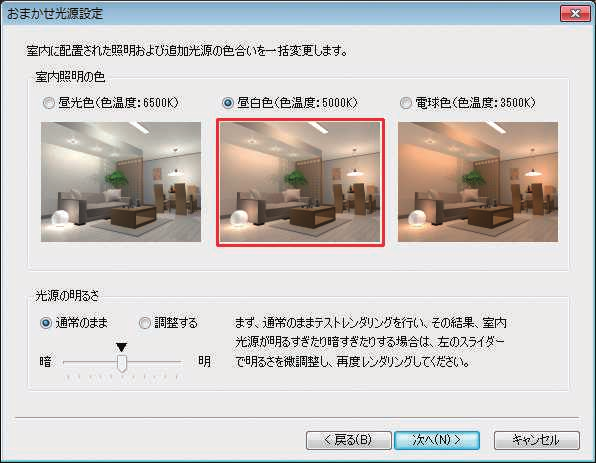 おまかせ光源設定
室内に配置された照明および追加光源の色合いを一括変更します。
室内照明の色
昼光色(色温度:6500K)
昼白色(色温度:5000K)
電球色(色温度:3500K)
光源の明るさ
通常のまま
調整する
暗
明
まず、通常のままテストレンダリングを行い、その結果、室内
光源が明るすぎたり暗すぎたりする場合は、左のスライダー
で明るさを微調整し、再度レンダリングしてください。
< 戻る(B)
次へ(N) >
キャンセル